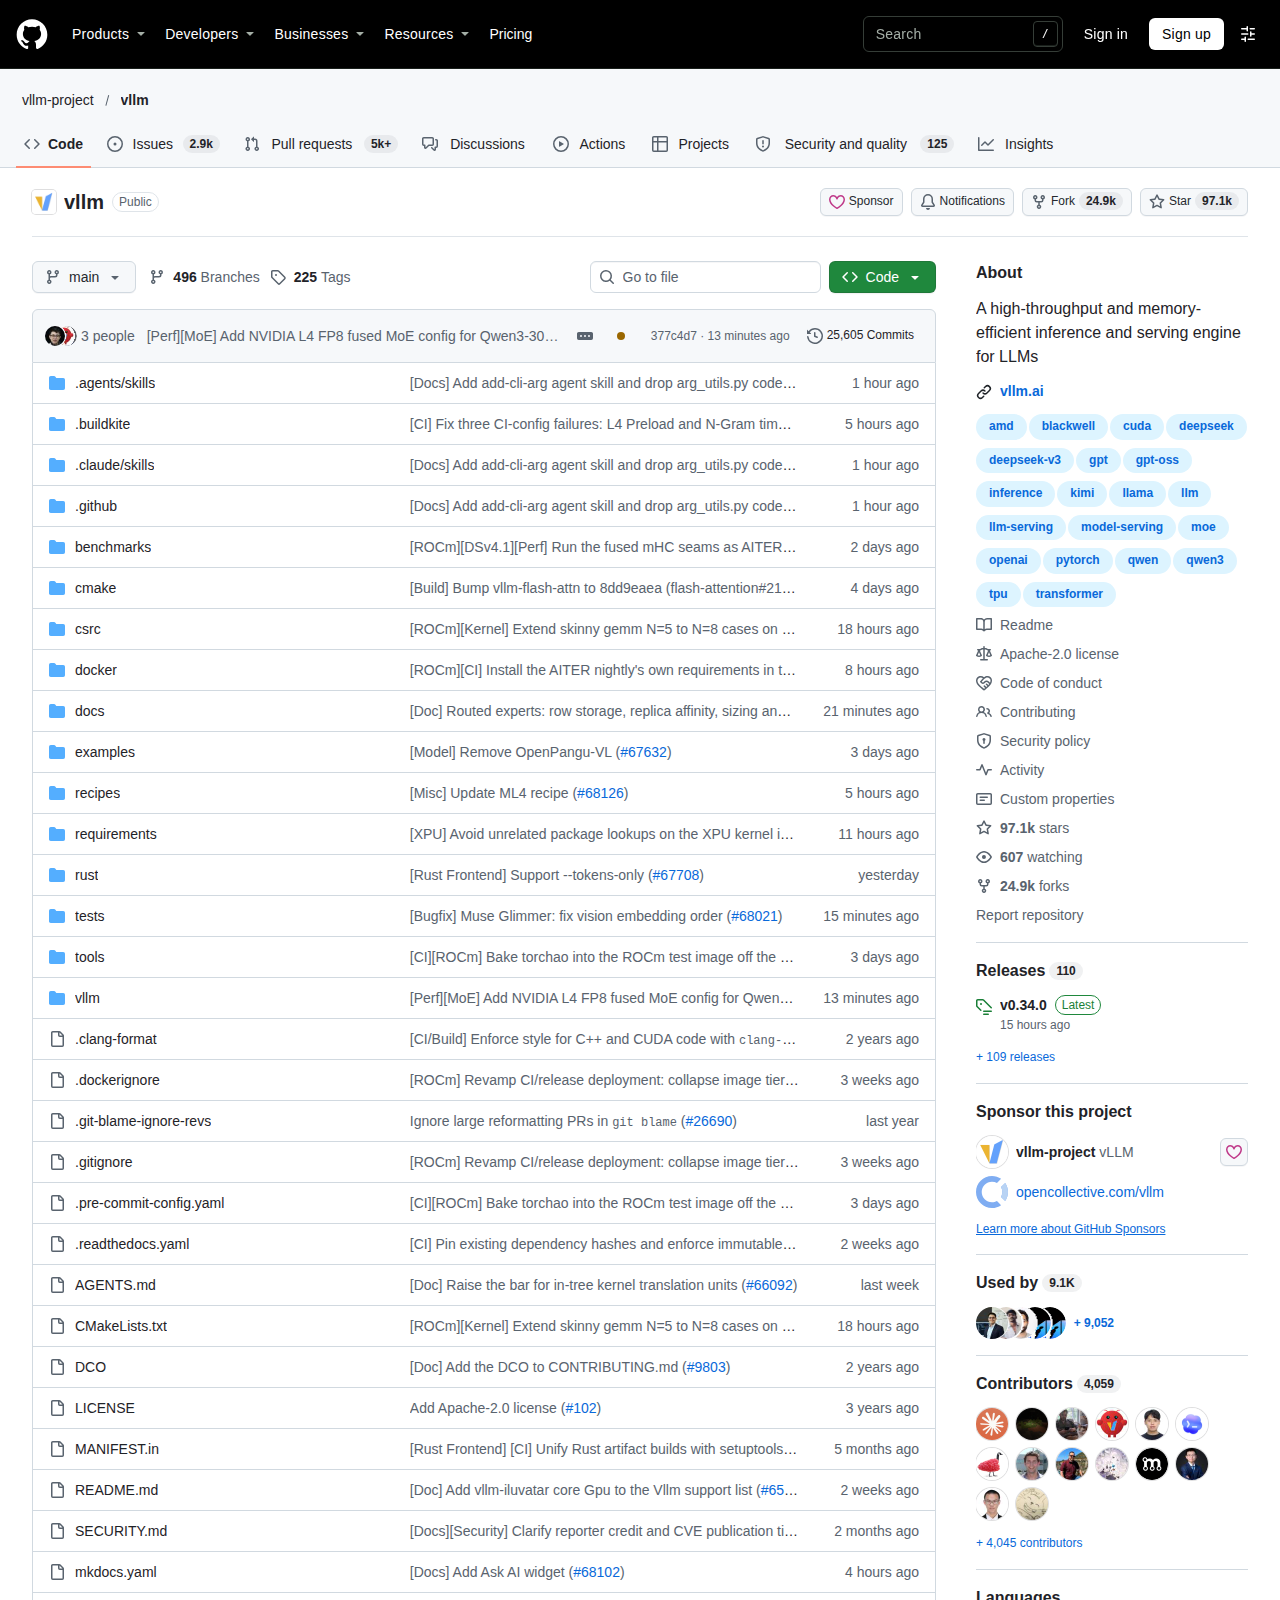 Products Developers Businesses Resources Pricing Search / Sign in Sign up
vllm-project / vllm
Code Issues 2.9k Pull requests 5k+ Discussions Actions Projects Security and quality 125 Insights
vllm Public Sponsor Notifications Fork 24.9k Star 97.1k
main 496 Branches 225 Tags Go to file Code
3 people [Perf][MoE] Add NVIDIA L4 FP8 fused MoE config for Qwen3-30… 377c4d7 · 13 minutes ago 25,605 Commits
.agents/skills [Docs] Add add-cli-arg agent skill and drop arg_utils.py code… 1 hour ago
.buildkite [CI] Fix three CI-config failures: L4 Preload and N-Gram tim… 5 hours ago
.claude/skills [Docs] Add add-cli-arg agent skill and drop arg_utils.py code… 1 hour ago
.github [Docs] Add add-cli-arg agent skill and drop arg_utils.py code… 1 hour ago
benchmarks [ROCm][DSv4.1][Perf] Run the fused mHC seams as AITER… 2 days ago
cmake [Build] Bump vllm-flash-attn to 8dd9eaea (flash-attention#21… 4 days ago
csrc [ROCm][Kernel] Extend skinny gemm N=5 to N=8 cases on … 18 hours ago
docker [ROCm][CI] Install the AITER nightly's own requirements in t… 8 hours ago
docs [Doc] Routed experts: row storage, replica affinity, sizing an… 21 minutes ago
examples [Model] Remove OpenPangu-VL (#67632) 3 days ago
recipes [Misc] Update ML4 recipe (#68126) 5 hours ago
requirements [XPU] Avoid unrelated package lookups on the XPU kernel i… 11 hours ago
rust [Rust Frontend] Support --tokens-only (#67708) yesterday
tests [Bugfix] Muse Glimmer: fix vision embedding order (#68021) 15 minutes ago
tools [CI][ROCm] Bake torchao into the ROCm test image off the … 3 days ago
vllm [Perf][MoE] Add NVIDIA L4 FP8 fused MoE config for Qwen… 13 minutes ago
.clang-format [CI/Build] Enforce style for C++ and CUDA code with clang-… 2 years ago
.dockerignore [ROCm] Revamp CI/release deployment: collapse image tier… 3 weeks ago
.git-blame-ignore-revs Ignore large reformatting PRs in git blame (#26690) last year
.gitignore [ROCm] Revamp CI/release deployment: collapse image tier… 3 weeks ago
.pre-commit-config.yaml [CI][ROCm] Bake torchao into the ROCm test image off the … 3 days ago
.readthedocs.yaml [CI] Pin existing dependency hashes and enforce immutable… 2 weeks ago
AGENTS.md [Doc] Raise the bar for in-tree kernel translation units (#66092) last week
CMakeLists.txt [ROCm][Kernel] Extend skinny gemm N=5 to N=8 cases on … 18 hours ago
DCO [Doc] Add the DCO to CONTRIBUTING.md (#9803) 2 years ago
LICENSE Add Apache-2.0 license (#102) 3 years ago
MANIFEST.in [Rust Frontend] [CI] Unify Rust artifact builds with setuptools… 5 months ago
README.md [Doc] Add vllm-iluvatar core Gpu to the Vllm support list (#65… 2 weeks ago
SECURITY.md [Docs][Security] Clarify reporter credit and CVE publication ti… 2 months ago
mkdocs.yaml [Docs] Add Ask AI widget (#68102) 4 hours ago
About
A high-throughput and memory-
efficient inference and serving engine
for LLMs
vllm.ai
amd blackwell cuda deepseek
deepseek-v3 gpt gpt-oss
inference kimi llama llm
llm-serving model-serving moe
openai pytorch qwen qwen3
tpu transformer
Readme
Apache-2.0 license
Code of conduct
Contributing
Security policy
Activity
Custom properties
97.1k stars
607 watching
24.9k forks
Report repository
Releases 110
v0.34.0 Latest
15 hours ago
+ 109 releases
Sponsor this project
vllm-project vLLM
opencollective.com/vllm
Learn more about GitHub Sponsors
Used by 9.1K
+ 9,052
Contributors 4,059
+ 4,045 contributors
Languages